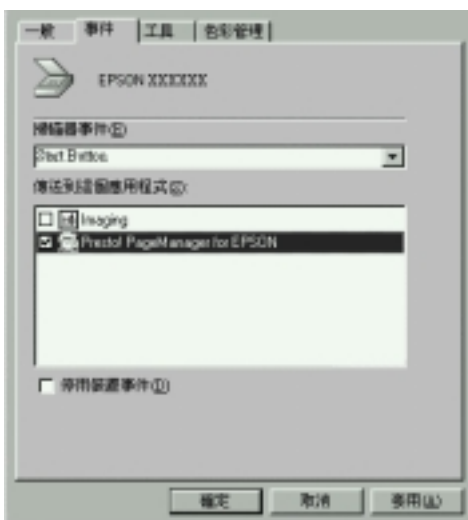 一般 事件 工具 色彩管理
EPSON XXXXXX
掃描器事件(E)
Start Button
傳送到這個應用程式(S):
Imaging
Presto! PageManager for EPSON
停用裝置事件(D)
確定 取消 套用(A)